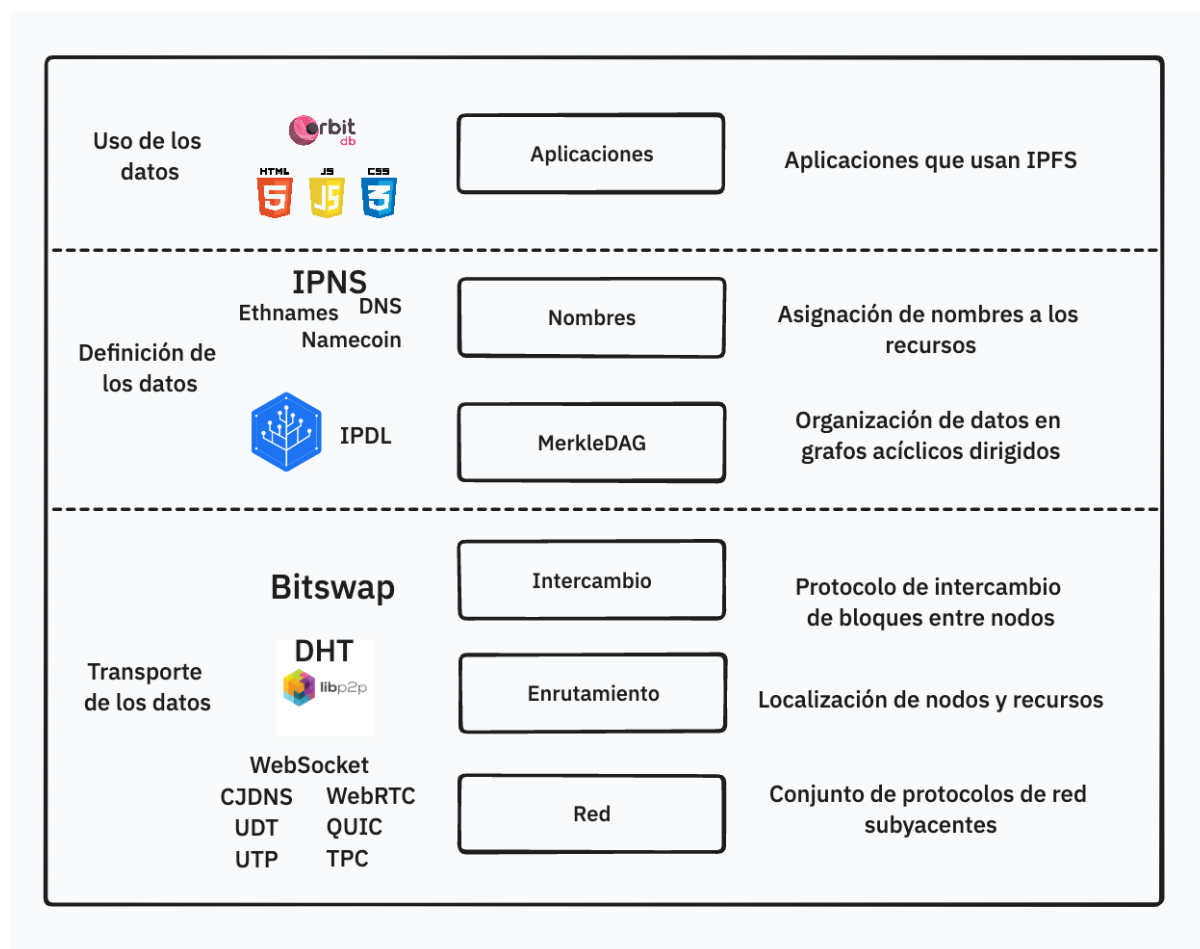 Uso de los
datos
orbit
db
HTML
JS
CSS
5
JS
3
Aplicaciones
Aplicaciones que usan IPFS
Definición de
los datos
IPNS
Ethnames
DNS
Namecoin
Nombres
Asignación de nombres a los
recursos
IPDL
MerkleDAG
Organización de datos en
grafos acíclicos dirigidos
Transporte
de los datos
Bitswap
Intercambio
Protocolo de intercambio
de bloques entre nodos
DHT
libp2p
Enrutamiento
Localización de nodos y recursos
WebSocket
CJDNS
WebRTC
UDT
QUIC
UTP
TPC
Red
Conjunto de protocolos de red
subyacentes